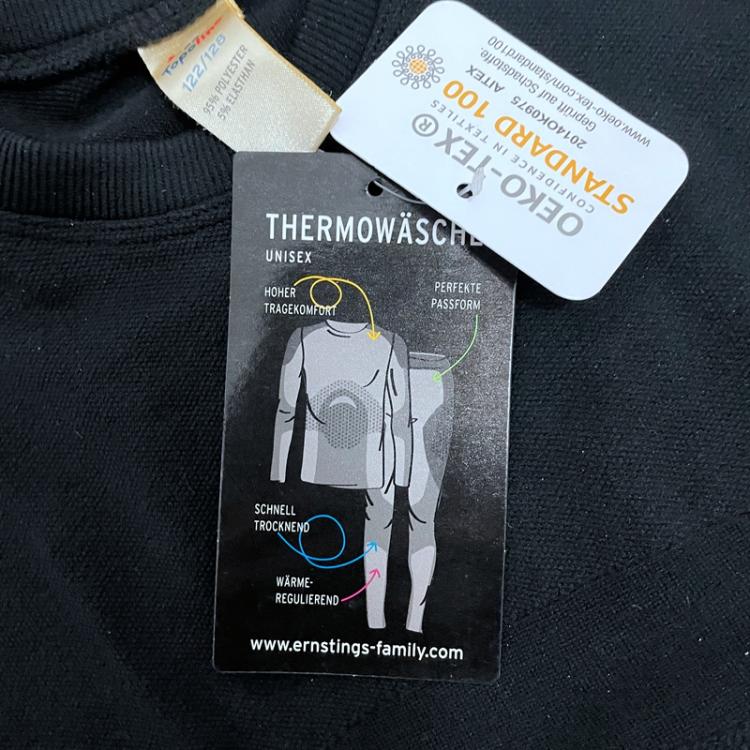 Topolino
122/128
95% POLYESTER
5% ELASTHAN
OEKO-TEX®
CONFIDENCE IN TEXTILES
STANDARD 100
2014OK0975 AITEX
Geprüft auf Schadstoffe.
www.oeko-tex.com/standard100
THERMOWÄSCHE
UNISEX
HOHER
TRAGEKOMFORT
PERFEKTE
PASSFORM
SCHNELL
TROCKNEND
WÄRME-
REGULIEREND
www.ernstings-family.com